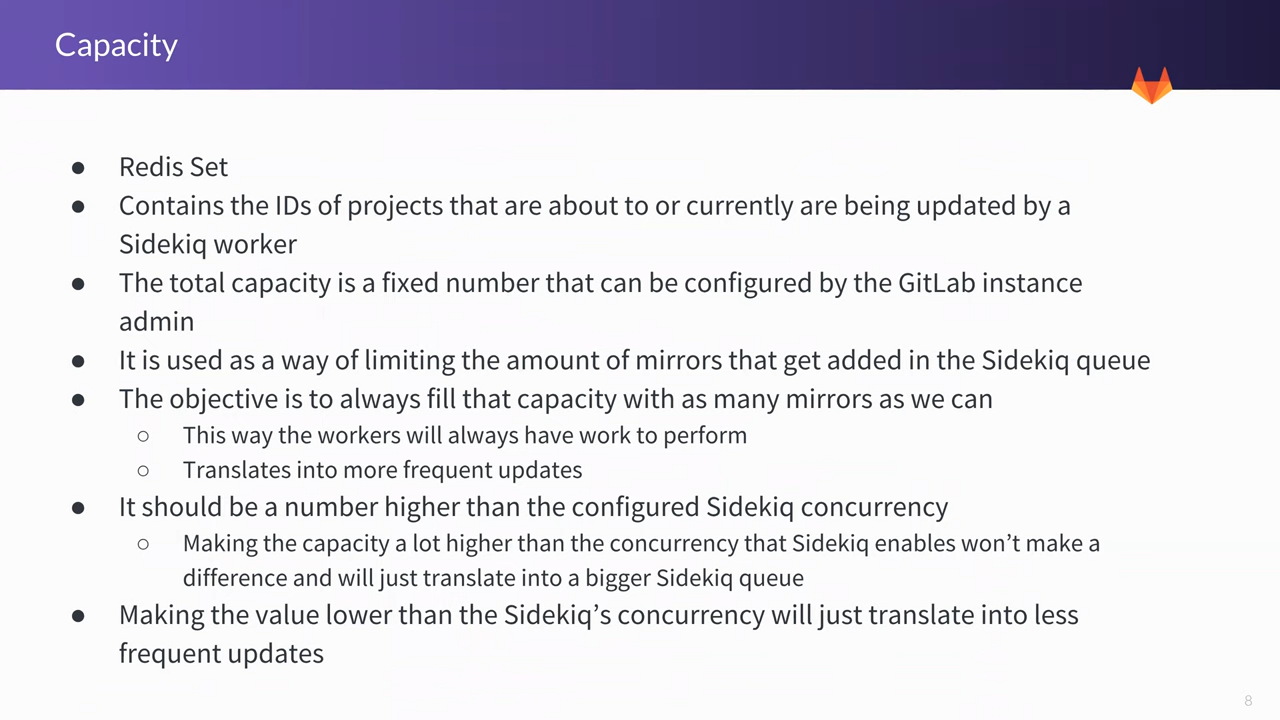 Capacity
● Redis Set
● Contains the IDs of projects that are about to or currently are being updated by a
Sidekiq worker
● The total capacity is a fixed number that can be configured by the GitLab instance
admin
● It is used as a way of limiting the amount of mirrors that get added in the Sidekiq queue
● The objective is to always fill that capacity with as many mirrors as we can
○ This way the workers will always have work to perform
○ Translates into more frequent updates
● It should be a number higher than the configured Sidekiq concurrency
○ Making the capacity a lot higher than the concurrency that Sidekiq enables won’t make a
difference and will just translate into a bigger Sidekiq queue
● Making the value lower than the Sidekiq’s concurrency will just translate into less
frequent updates
8